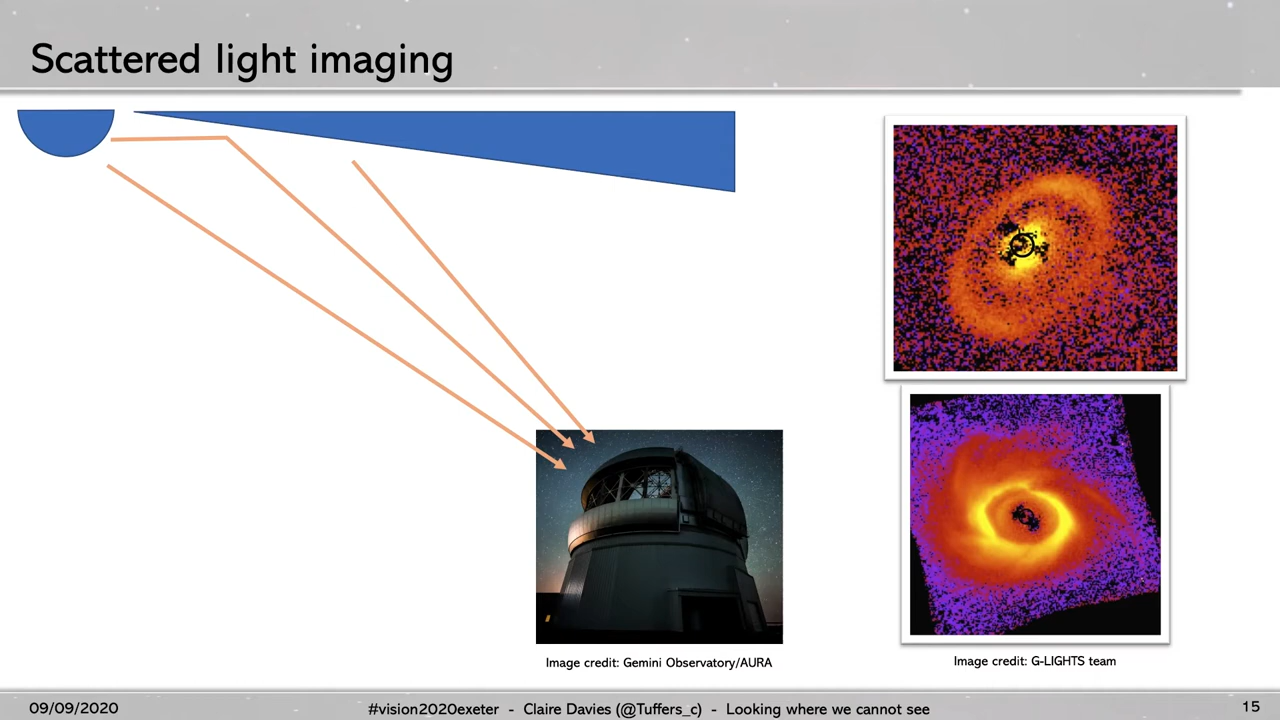 Scattered light imaging
Image credit: Gemini Observatory/AURA
Image credit: G-LIGHTS team
09/09/2020
#vision2020exeter - Claire Davies (@Tuffers_c) - Looking where we cannot see
15